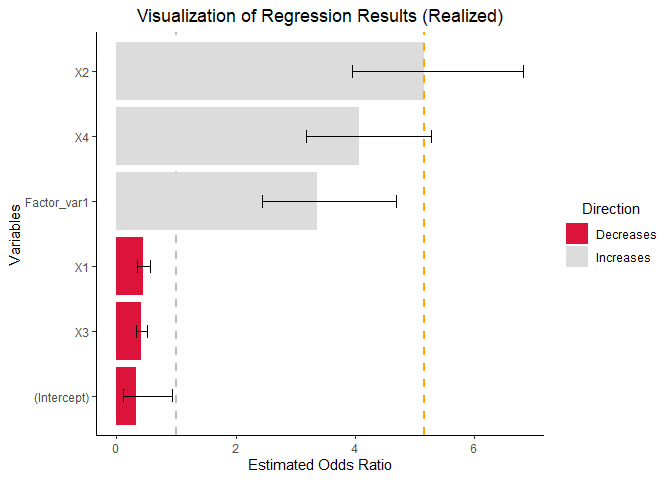 Visualization of Regression Results (Realized)
Variables
X2
X4
Factor_var1
X1
X3
(Intercept)
0 2 4 6
Estimated Odds Ratio
Direction
Decreases
Increases